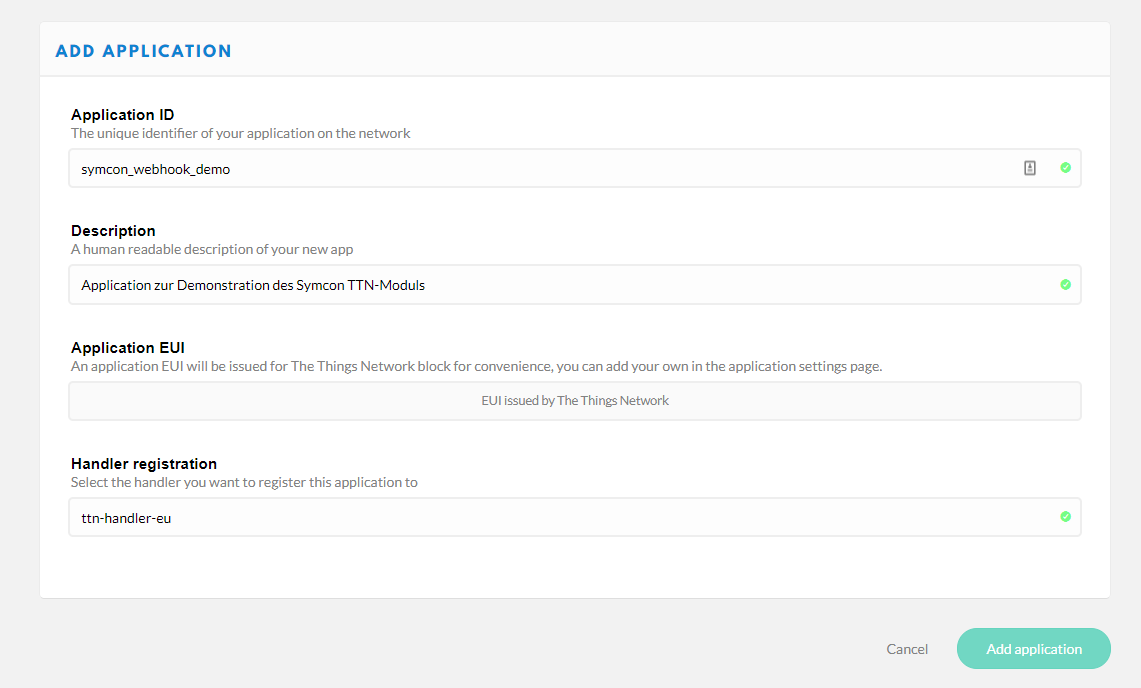 ADD APPLICATION
Application ID
The unique identifier of your application on the network
symcon_webhook_demo
Description
A human readable description of your new app
Application zur Demonstration des Symcon TTN-Moduls
Application EUI
An application EUI will be issued for The Things Network block for convenience, you can add your own in the application settings page.
EUI issued by The Things Network
Handler registration
Select the handler you want to register this application to
ttn-handler-eu
Cancel
Add application